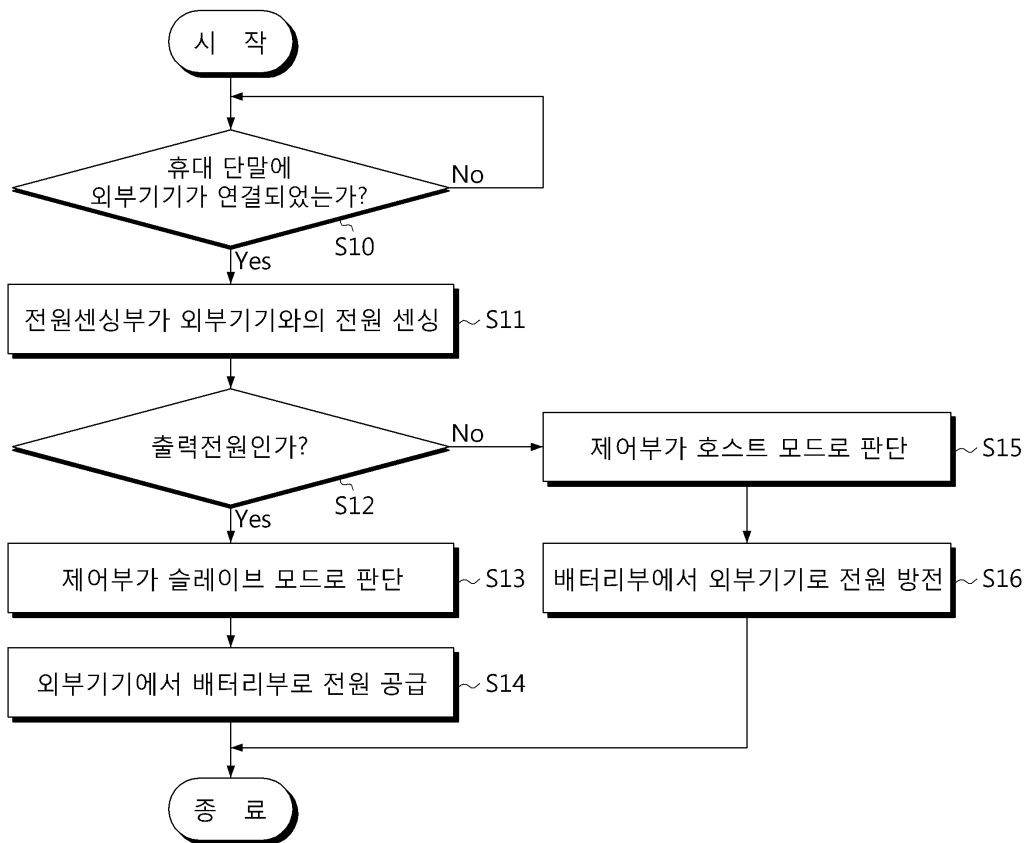 시 작
휴대 단말에
외부기기가 연결되었는가?
No
S10
Yes
전원센싱부가 외부기기와의 전원 센싱
S11
출력전원인가?
No
S12
Yes
제어부가 호스트 모드로 판단
S15
제어부가 슬레이브 모드로 판단
S13
배터리부에서 외부기기로 전원 방전
S16
외부기기에서 배터리부로 전원 공급
S14
종 료